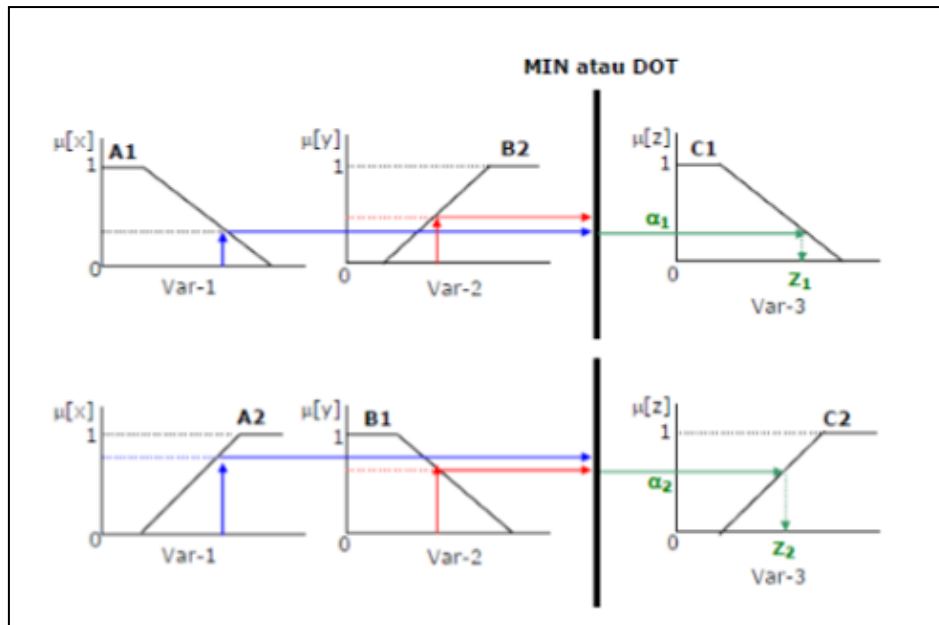 MIN atau DOT
μ[x] A1 μ[y] B2 μ[z] C1
1 1 1
α₁
0 0 0
Var-1 Var-2 Z₁
Var-3
μ[x] A2 μ[y] B1 μ[z] C2
1 1 1
α₂
0 0 0
Var-1 Var-2 Z₂
Var-3